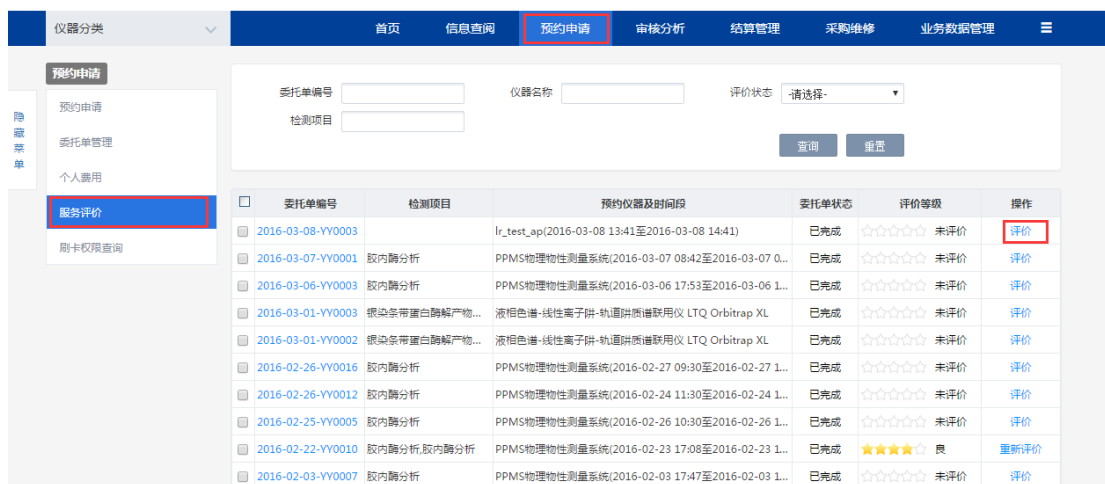 仪器分类 首页 信息查阅 预约申请 审核分析 结算管理 采购维修 业务数据管理
预约申请
预约申请
委托单管理
个人费用
服务评价
刷卡权限查询
隐藏菜单
委托单编号 仪器名称 评价状态 -请选择-
检测项目
查询 重置
委托单编号 检测项目 预约仪器及时间段 委托单状态 评价等级 操作
2016-03-08-YY0003 lr_test_ap(2016-03-08 13:41至2016-03-08 14:41) 已完成 未评价 评价
2016-03-07-YY0001 胶内酶分析 PPMS物理物性测量系统(2016-03-07 08:42至2016-03-07 0... 已完成 未评价 评价
2016-03-06-YY0003 胶内酶分析 PPMS物理物性测量系统(2016-03-06 17:53至2016-03-06 1... 已完成 未评价 评价
2016-03-01-YY0003 银染条带蛋白酶解产物... 液相色谱-线性离子阱-轨道阱质谱联用仪 LTQ Orbitrap XL 已完成 未评价 评价
2016-03-01-YY0002 银染条带蛋白酶解产物... 液相色谱-线性离子阱-轨道阱质谱联用仪 LTQ Orbitrap XL 已完成 未评价 评价
2016-02-26-YY0016 胶内酶分析 PPMS物理物性测量系统(2016-02-27 09:30至2016-02-27 1... 已完成 未评价 评价
2016-02-26-YY0012 胶内酶分析 PPMS物理物性测量系统(2016-02-24 11:30至2016-02-24 1... 已完成 未评价 评价
2016-02-25-YY0005 胶内酶分析 PPMS物理物性测量系统(2016-02-26 10:30至2016-02-26 1... 已完成 未评价 评价
2016-02-22-YY0010 胶内酶分析,胶内酶分析 PPMS物理物性测量系统(2016-02-23 17:08至2016-02-23 1... 已完成 良 重新评价
2016-02-03-YY0007 胶内酶分析 PPMS物理物性测量系统(2016-02-03 17:47至2016-02-03 1... 已完成 未评价 评价